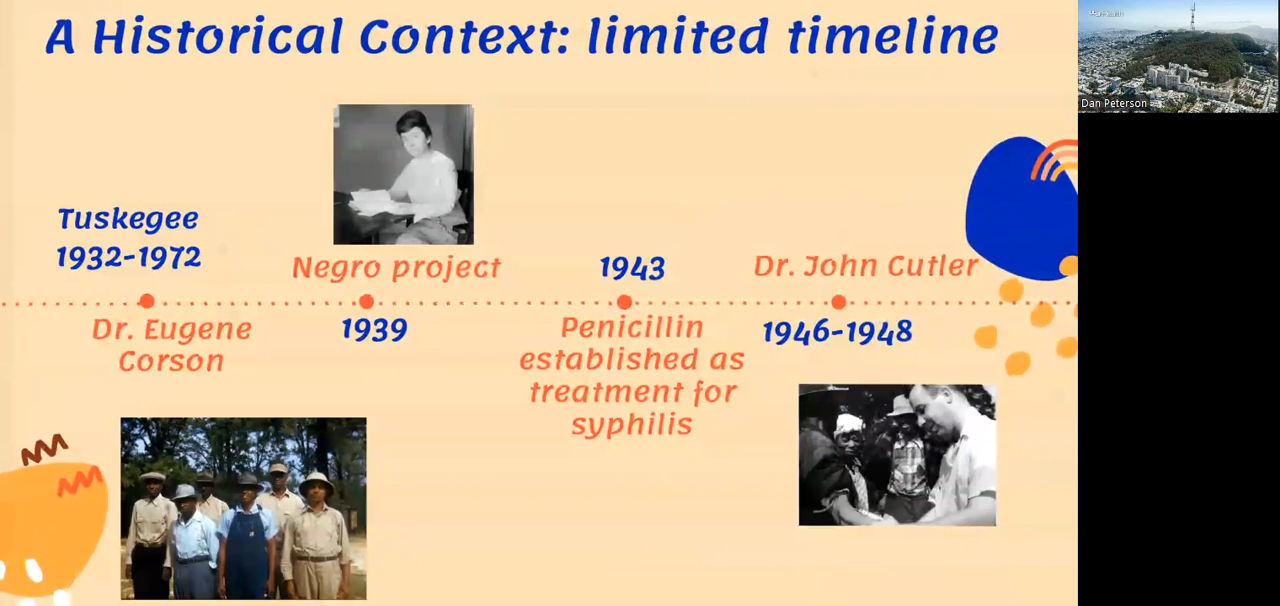 A Historical Context: limited timeline
Tuskegee
1932-1972
Negro project
1943
Dr. John Cutler
Dr. Eugene
Corson
1939
Penicillin
established as
treatment for
syphilis
1946-1948
Dan Peterson